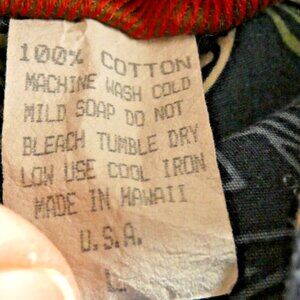 100% COTTON
MACHINE WASH COLD
MILD SOAP DO NOT
BLEACH TUMBLE DRY
LOW USE COOL IRON
MADE IN HAWAII
U.S.A.
L